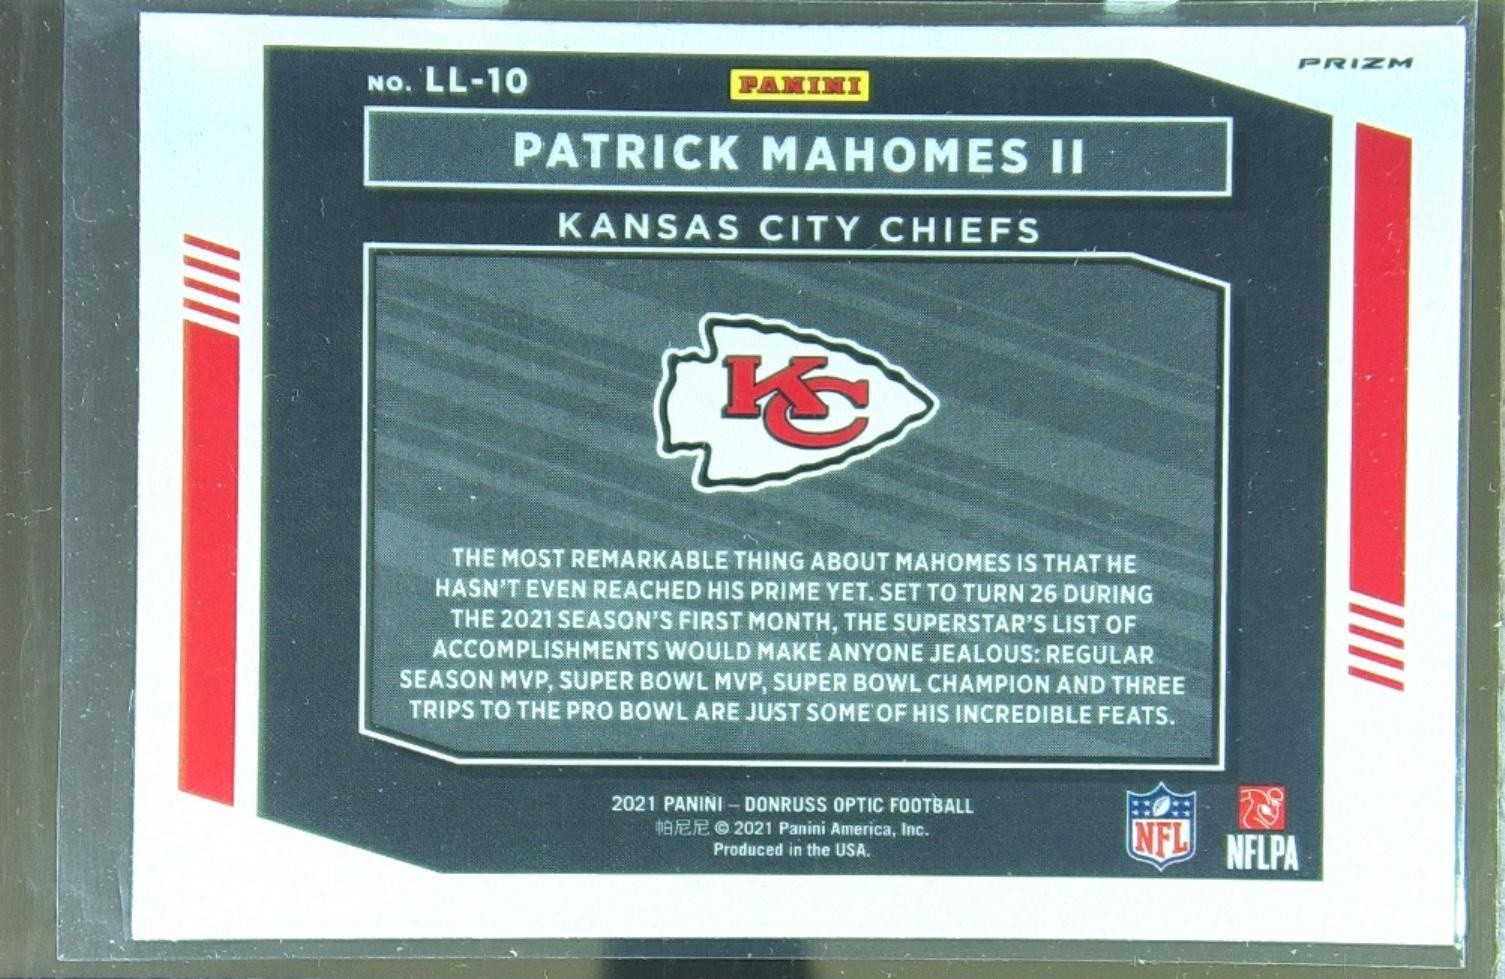 NO. LL-10
PANINI
PRIZM
PATRICK MAHOMES II
KANSAS CITY CHIEFS
KC
THE MOST REMARKABLE THING ABOUT MAHOMES IS THAT HE
HASN'T EVEN REACHED HIS PRIME YET. SET TO TURN 26 DURING
THE 2021 SEASON'S FIRST MONTH, THE SUPERSTAR'S LIST OF
ACCOMPLISHMENTS WOULD MAKE ANYONE JEALOUS: REGULAR
SEASON MVP, SUPER BOWL MVP, SUPER BOWL CHAMPION AND THREE
TRIPS TO THE PRO BOWL ARE JUST SOME OF HIS INCREDIBLE FEATS.
2021 PANINI – DONRUSS OPTIC FOOTBALL
帕尼尼 © 2021 Panini America, Inc.
Produced in the USA.
NFL
NFLPA